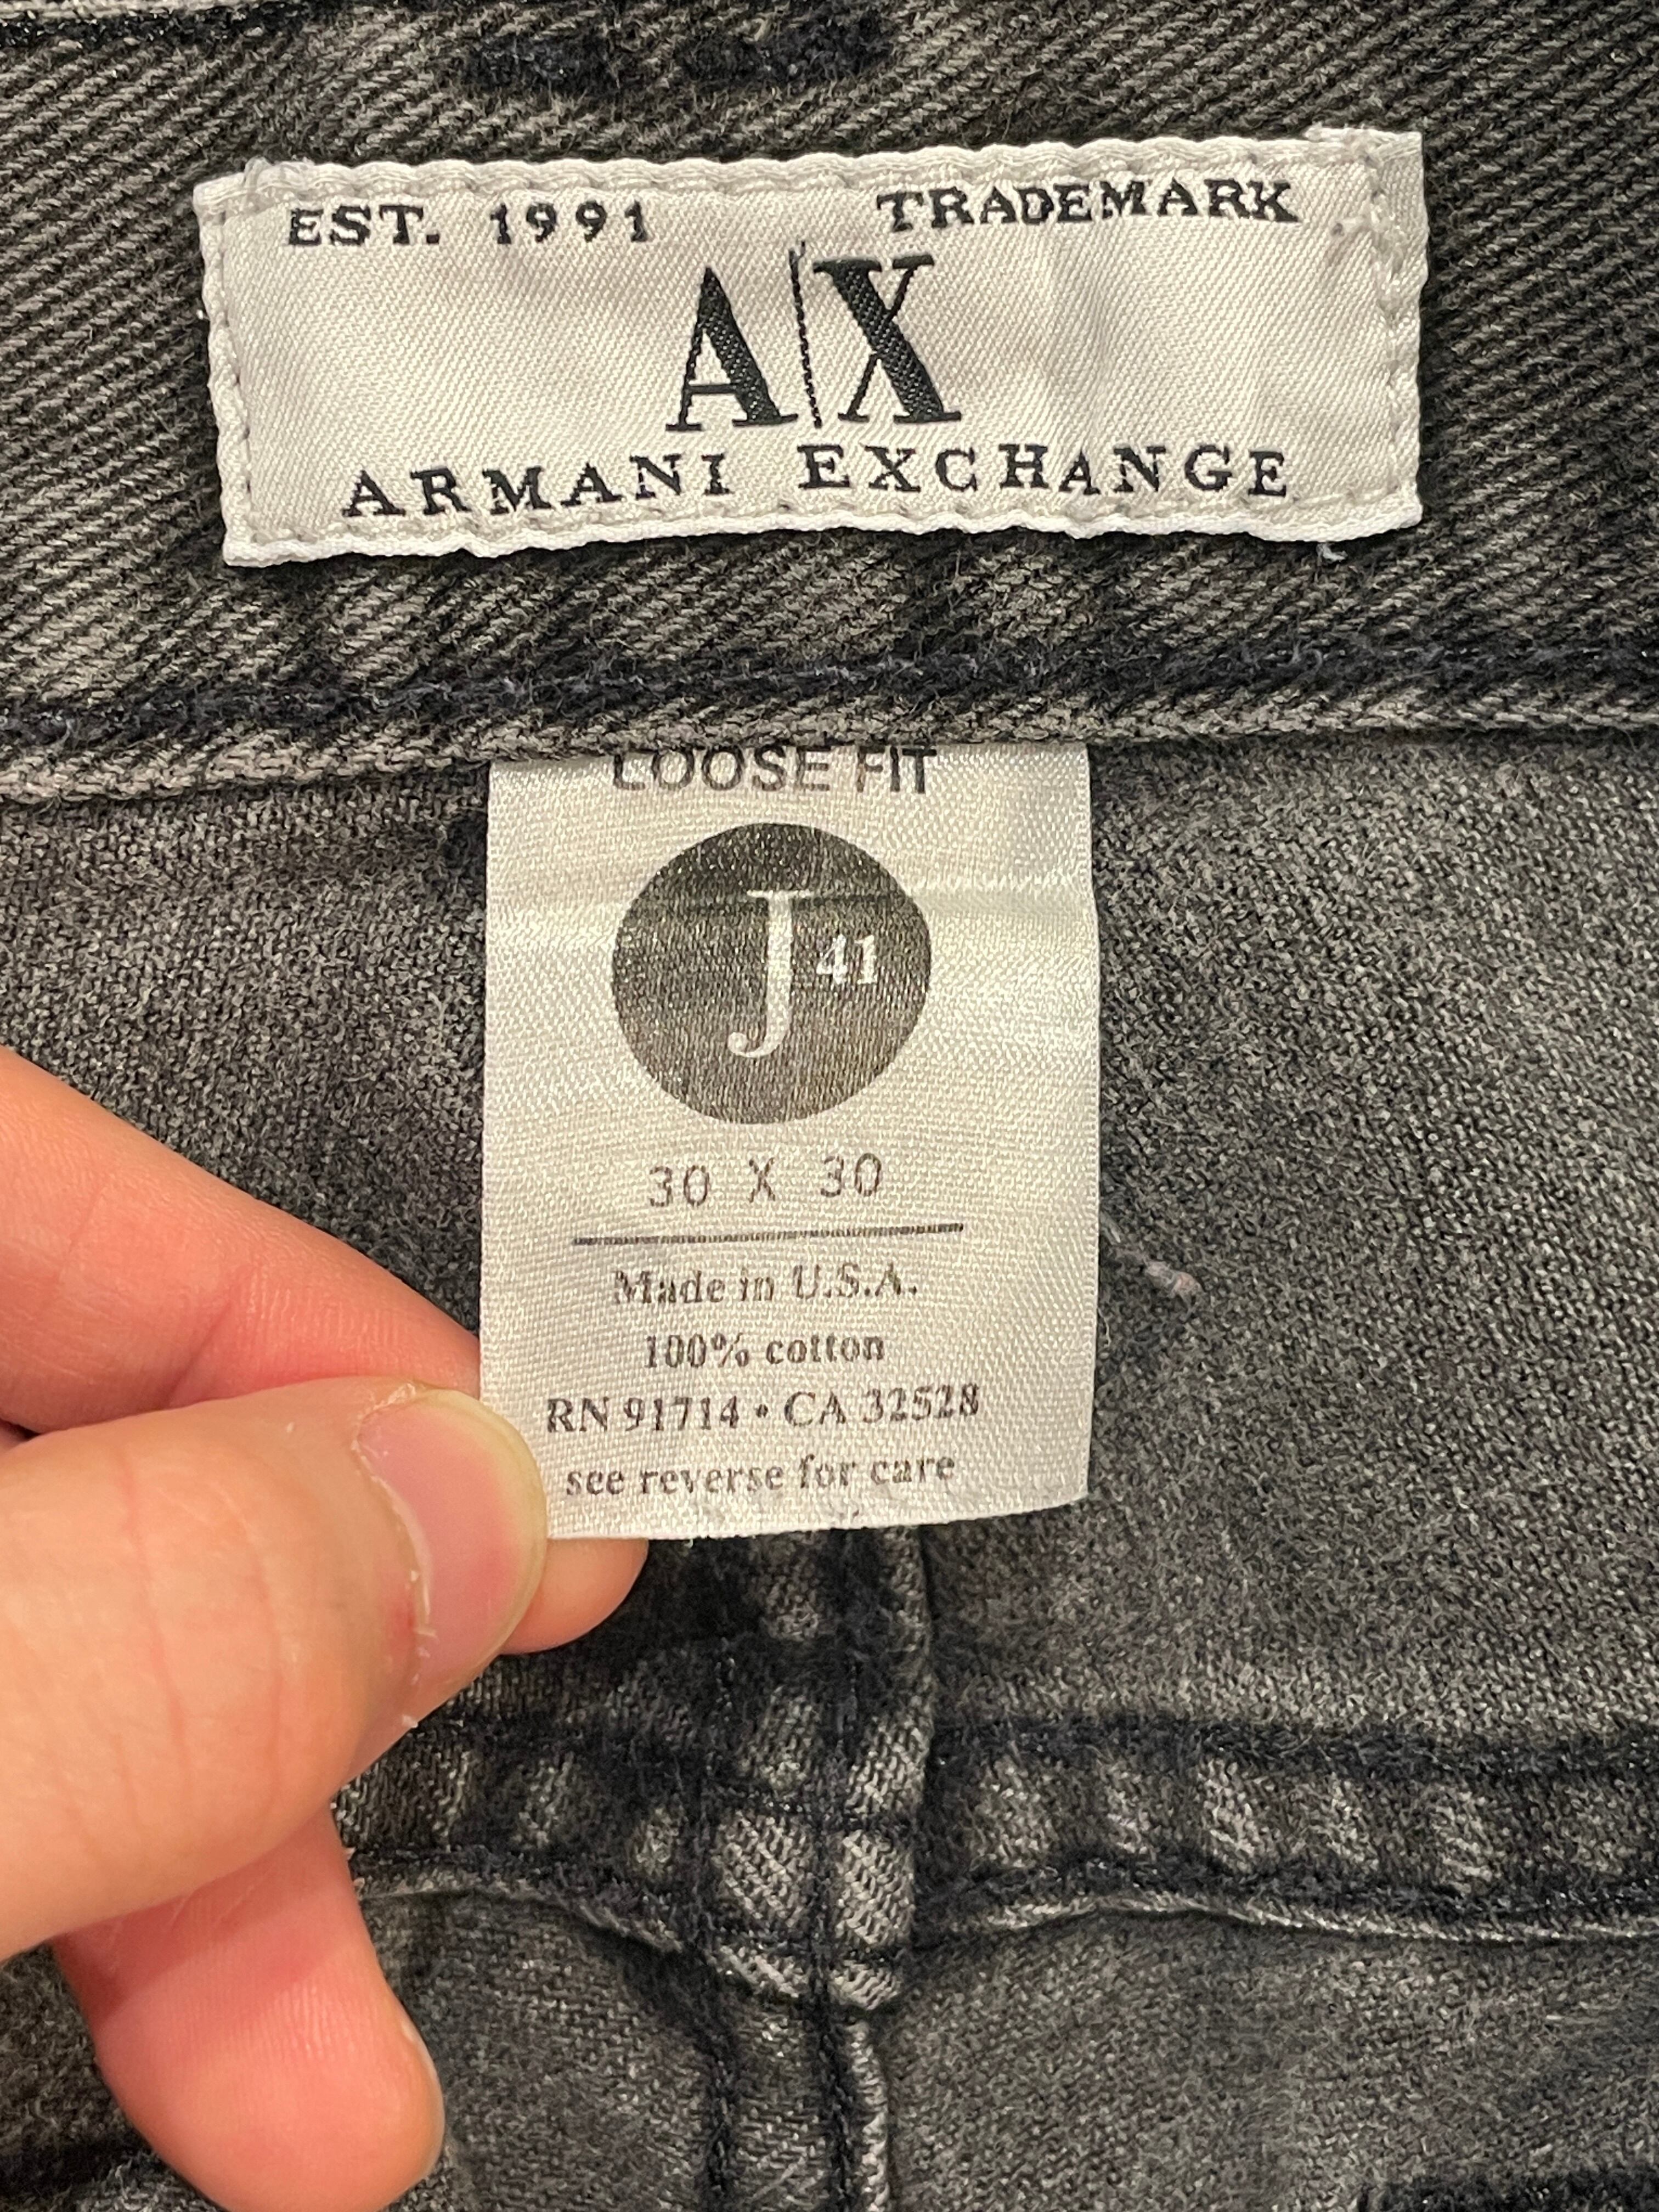 EST. 1991 TRADEMARK
A|X
ARMANI EXCHANGE
LOOSE FIT
J41
30 X 30
Made in U.S.A.
100% cotton
RN 91714 • CA 32528
see reverse for care